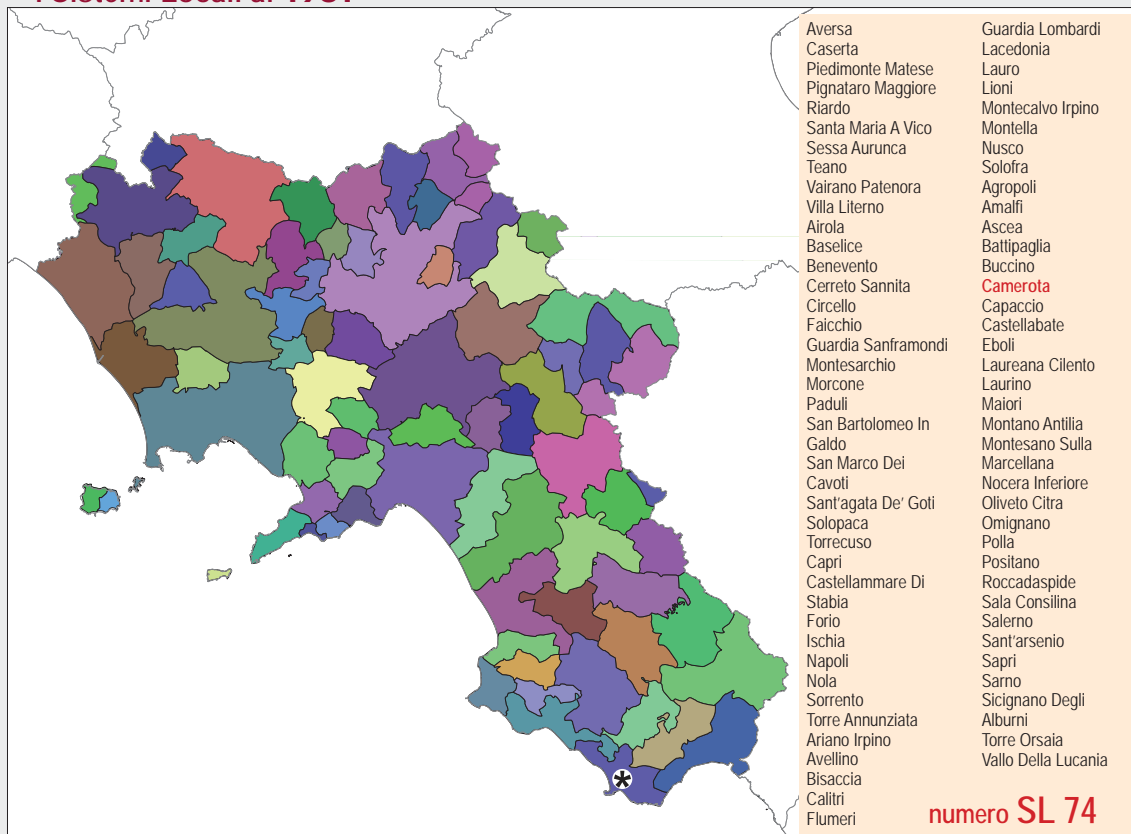 I Sistemi Locali al
Aversa
Caserta
Piedimonte Matese
Pignataro Maggiore
Riardo
Santa Maria A Vico
Sessa Aurunca
Teano
Vairano Patenora
Villa Literno
Airola
Baselice
Benevento
Cerreto Sannita
Circello
Faicchio
Guardia Sanframondi
Montesarchio
Morcone
Paduli
San Bartolomeo In
Galdo
San Marco Dei
Cavoti
Sant'agata De' Goti
Solopaca
Torrecuso
Capri
Castellammare Di
Stabia
Forio
Ischia
Napoli
Nola
Sorrento
Torre Annunziata
Ariano Irpino
Avellino
Bisaccia
Calitri
Flumeri
Guardia Lombardi
Lacedonia
Lauro
Lioni
Montecalvo Irpino
Montella
Nusco
Solofra
Agropoli
Amalfi
Ascea
Battipaglia
Buccino
Camerota
Capaccio
Castellabate
Eboli
Laureana Cilento
Laurino
Maiori
Montano Antilia
Montesano Sulla
Marcellana
Nocera Inferiore
Oliveto Citra
Omignano
Polla
Positano
Roccadaspide
Sala Consilina
Salerno
Sant'arsenio
Sapri
Sarno
Sicignano Degli
Alburni
Torre Orsaia
Vallo Della Lucania
numero SL 74